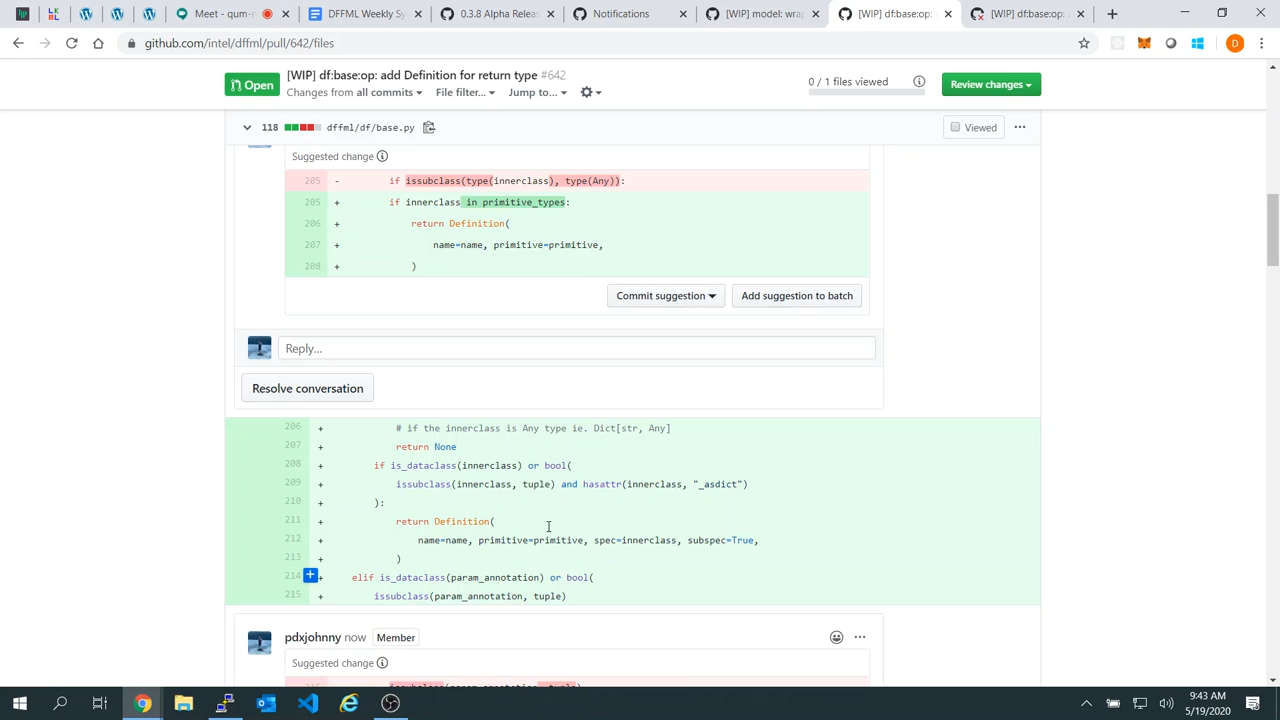 Meet - qum-n
DFFML Weekly Sy
0.3.8 Alpha Releas
Notifications
[WIP] model: wrap
[WIP] df:base:op:
[WIP] df:base:op:
github.com/intel/dffml/pull/642/files
D
Open
[WIP] df:base:op: add Definition for return type #642
Changes from all commits
File filter...
Jump to...
0 / 1 files viewed
Review changes
118
dffml/df/base.py
Viewed
Suggested change
205 - if issubclass(type(innerclass), type(Any)):
205 + if innerclass in primitive_types:
206 + return Definition(
207 + name=name, primitive=primitive,
208 + )
Commit suggestion
Add suggestion to batch
Reply...
Resolve conversation
206 + # if the innerclass is Any type ie. Dict[str, Any]
207 + return None
208 + if is_dataclass(innerclass) or bool(
209 + issubclass(innerclass, tuple) and hasattr(innerclass, "_asdict")
210 + ):
211 + return Definition(
212 + name=name, primitive=primitive, spec=innerclass, subspec=True,
213 + )
214 + elif is_dataclass(param_annotation) or bool(
215 + issubclass(param_annotation, tuple)
pdxjohnny now
Member
Suggested change
9:43 AM
5/19/2020